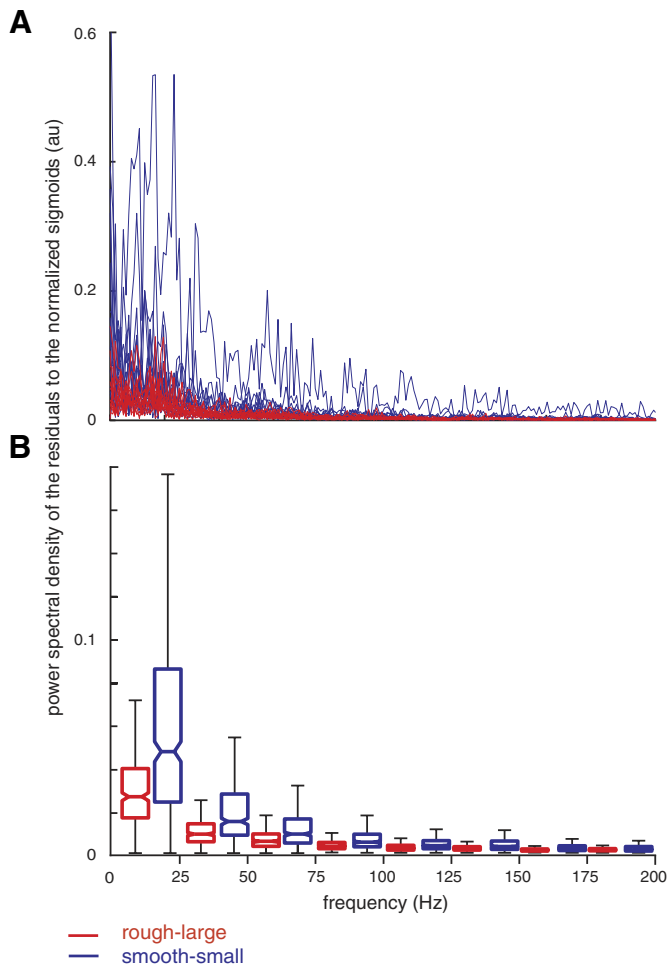 A
power spectral density of the residuals to the normalized sigmoids (au)
0.6
0.4
0.2
0
B
0.1
0
0 25 50 75 100 125 150 175 200
frequency (Hz)
rough-large
smooth-small